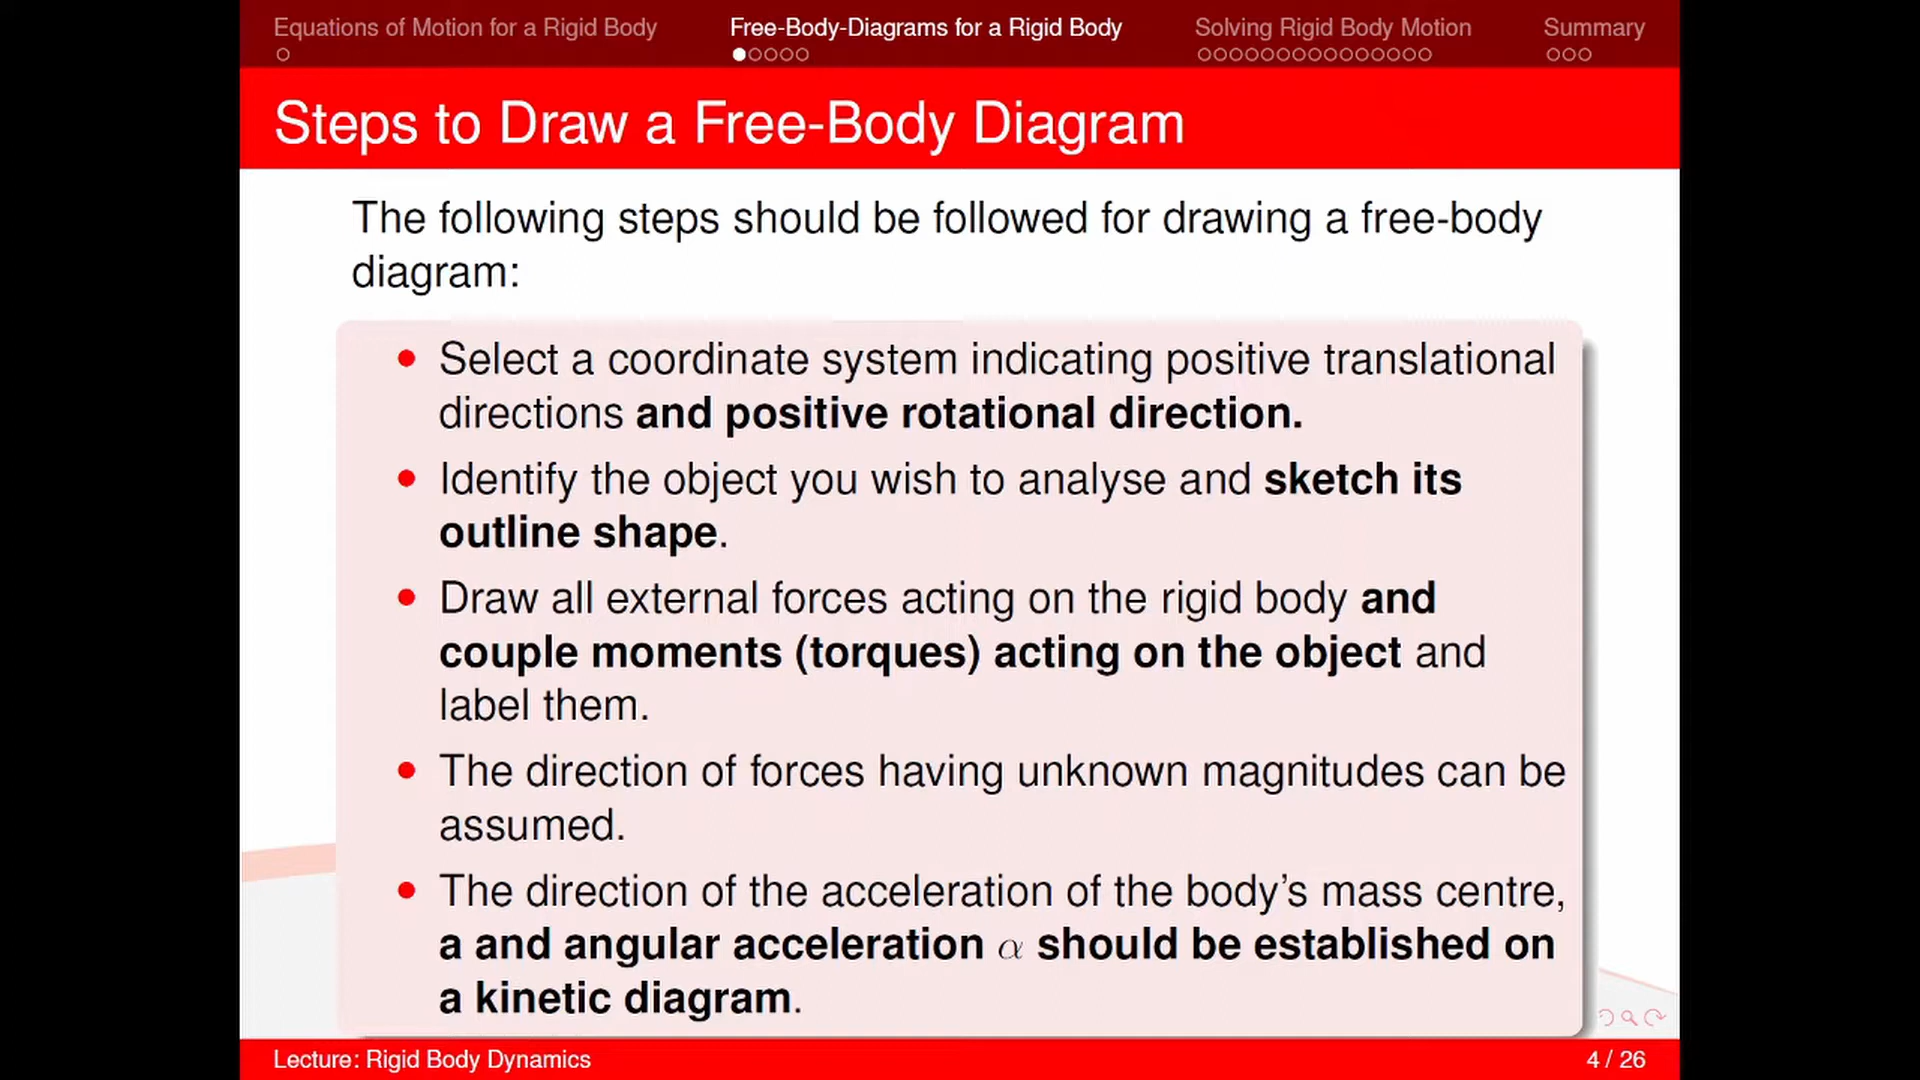 Equations of Motion for a Rigid Body
Free-Body-Diagrams for a Rigid Body
Solving Rigid Body Motion
Summary
Steps to Draw a Free-Body Diagram
The following steps should be followed for drawing a free-body
diagram:
Select a coordinate system indicating positive translational
directions and positive rotational direction.
Identify the object you wish to analyse and sketch its
outline shape.
Draw all external forces acting on the rigid body and
couple moments (torques) acting on the object and
label them.
The direction of forces having unknown magnitudes can be
assumed.
The direction of the acceleration of the body's mass centre,
a and angular acceleration α should be established on
a kinetic diagram.
Lecture: Rigid Body Dynamics
4 / 26